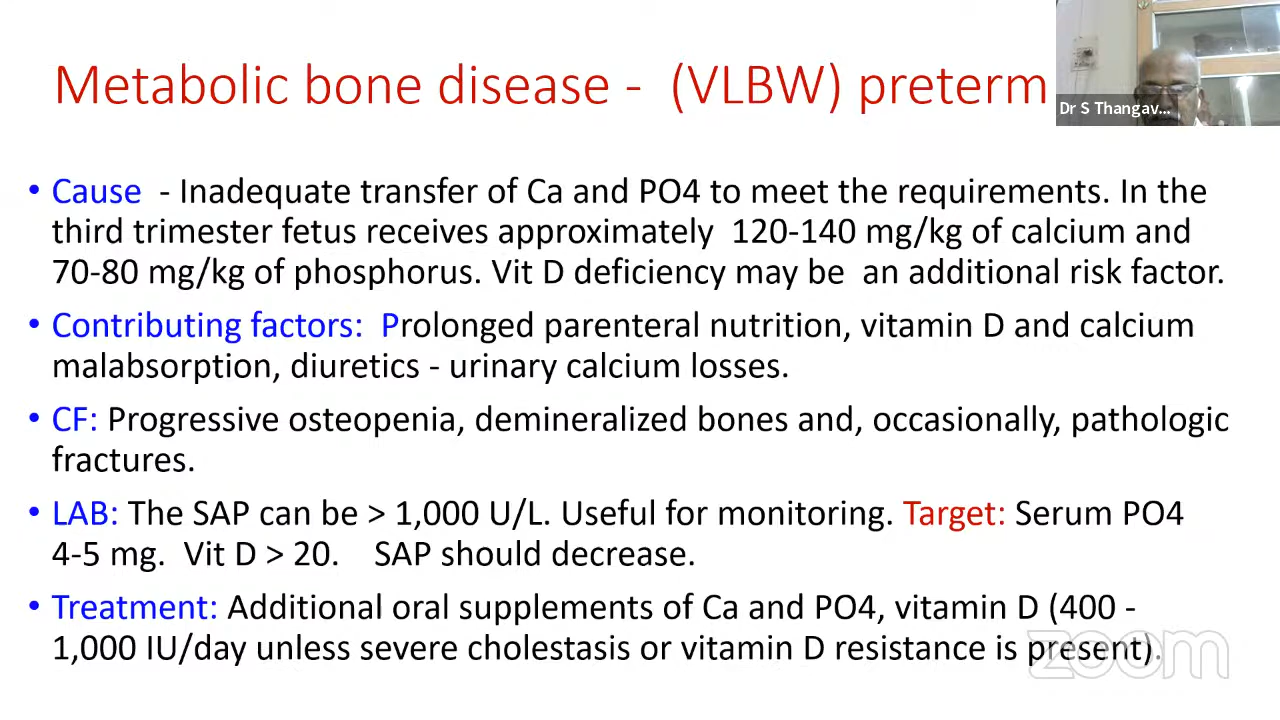 Metabolic bone disease -  (VLBW) preterm
Dr S Thangav...
• Cause  - Inadequate transfer of Ca and PO4 to meet the requirements. In the
third trimester fetus receives approximately  120-140 mg/kg of calcium and
70-80 mg/kg of phosphorus. Vit D deficiency may be  an additional risk factor.
• Contributing factors:  Prolonged parenteral nutrition, vitamin D and calcium
malabsorption, diuretics - urinary calcium losses.
• CF: Progressive osteopenia, demineralized bones and, occasionally, pathologic
fractures.
• LAB: The SAP can be > 1,000 U/L. Useful for monitoring. Target: Serum PO4
4-5 mg.  Vit D > 20.    SAP should decrease.
• Treatment: Additional oral supplements of Ca and PO4, vitamin D (400 -
1,000 IU/day unless severe cholestasis or vitamin D resistance is present).
zoom